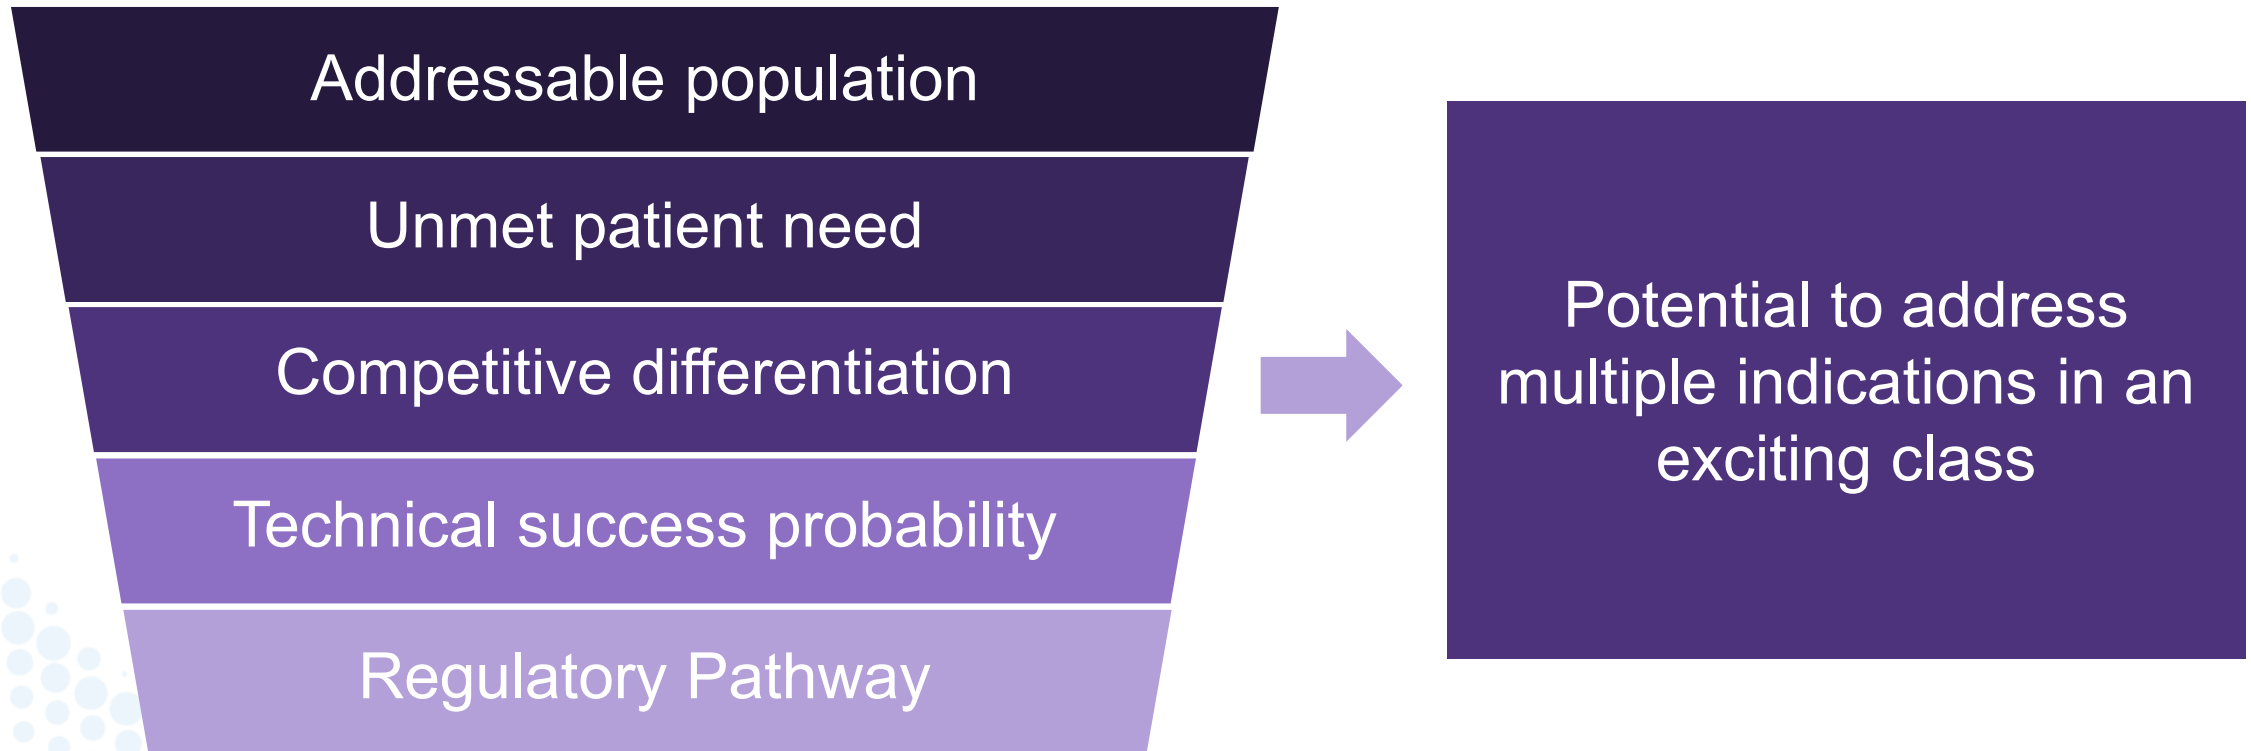 Addressable population
Unmet patient need
Competitive differentiation
Technical success probability
Regulatory Pathway
Potential to address
multiple indications in an
exciting class